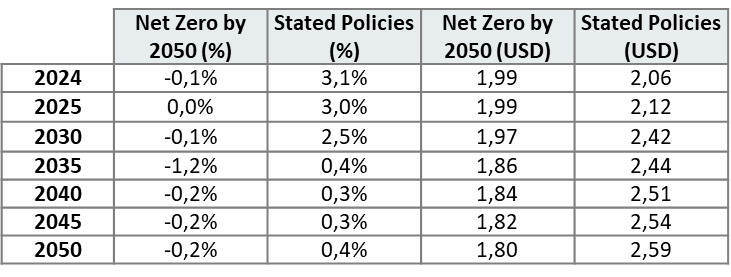 Net Zero by 2050 (%) Stated Policies (%) Net Zero by 2050 (USD) Stated Policies (USD)
2024 -0,1% 3,1% 1,99 2,06
2025 0,0% 3,0% 1,99 2,12
2030 -0,1% 2,5% 1,97 2,42
2035 -1,2% 0,4% 1,86 2,44
2040 -0,2% 0,3% 1,84 2,51
2045 -0,2% 0,3% 1,82 2,54
2050 -0,2% 0,4% 1,80 2,59